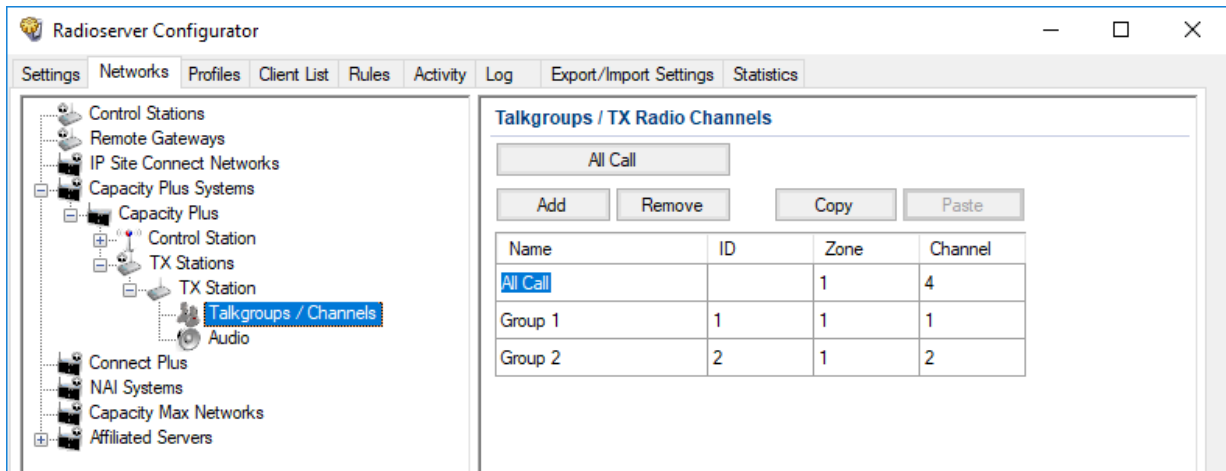 Radioserver Configurator
Settings Networks Profiles Client List Rules Activity Log Export/Import Settings Statistics
Control Stations
Remote Gateways
IP Site Connect Networks
Capacity Plus Systems
Capacity Plus
Control Station
TX Stations
TX Station
Talkgroups / Channels
Audio
Connect Plus
NAI Systems
Capacity Max Networks
Affiliated Servers
Talkgroups / TX Radio Channels
All Call
Add Remove Copy Paste
Name ID Zone Channel
All Call 1 4
Group 1 1 1 1
Group 2 2 1 2